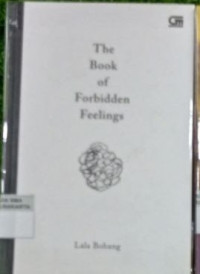 The
Book
of
Forbidden
Feelings
Lala Bohang